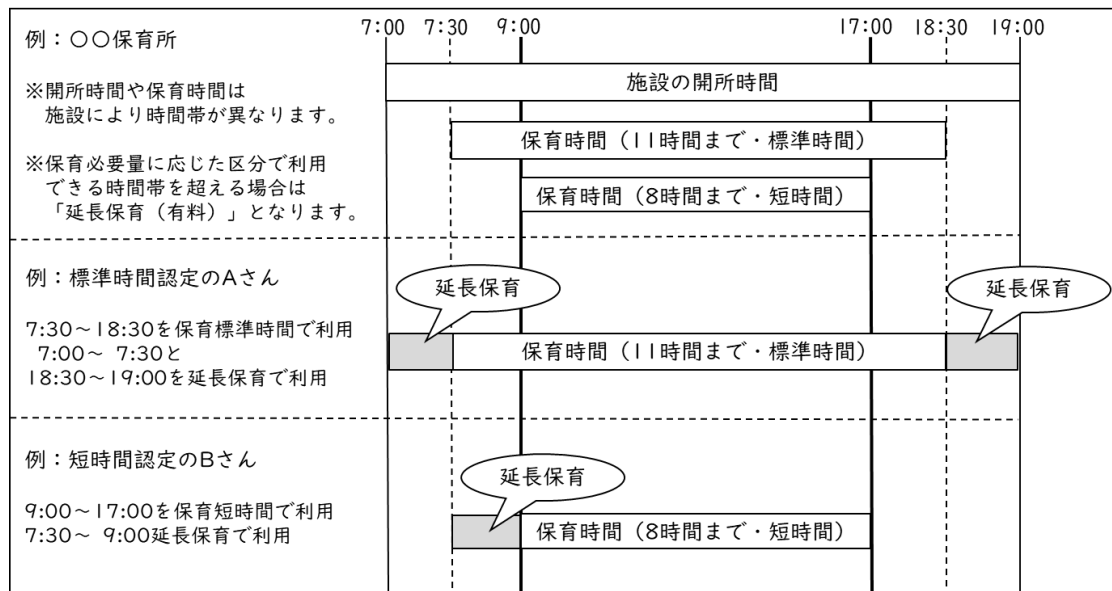 7:00 7:30 9:00 17:00 18:30 19:00
例：○○保育所
※開所時間や保育時間は
施設により時間帯が異なります。
※保育必要量に応じた区分で利用
できる時間帯を超える場合は
「延長保育（有料）」となります。
施設の開所時間
保育時間（11時間まで・標準時間）
保育時間（8時間まで・短時間）
例：標準時間認定のAさん
7:30～18:30を保育標準時間で利用
7:00～ 7:30と
18:30～19:00を延長保育で利用
延長保育
延長保育
保育時間（11時間まで・標準時間）
例：短時間認定のBさん
9:00～17:00を保育短時間で利用
7:30～ 9:00延長保育で利用
延長保育
保育時間（8時間まで・短時間）